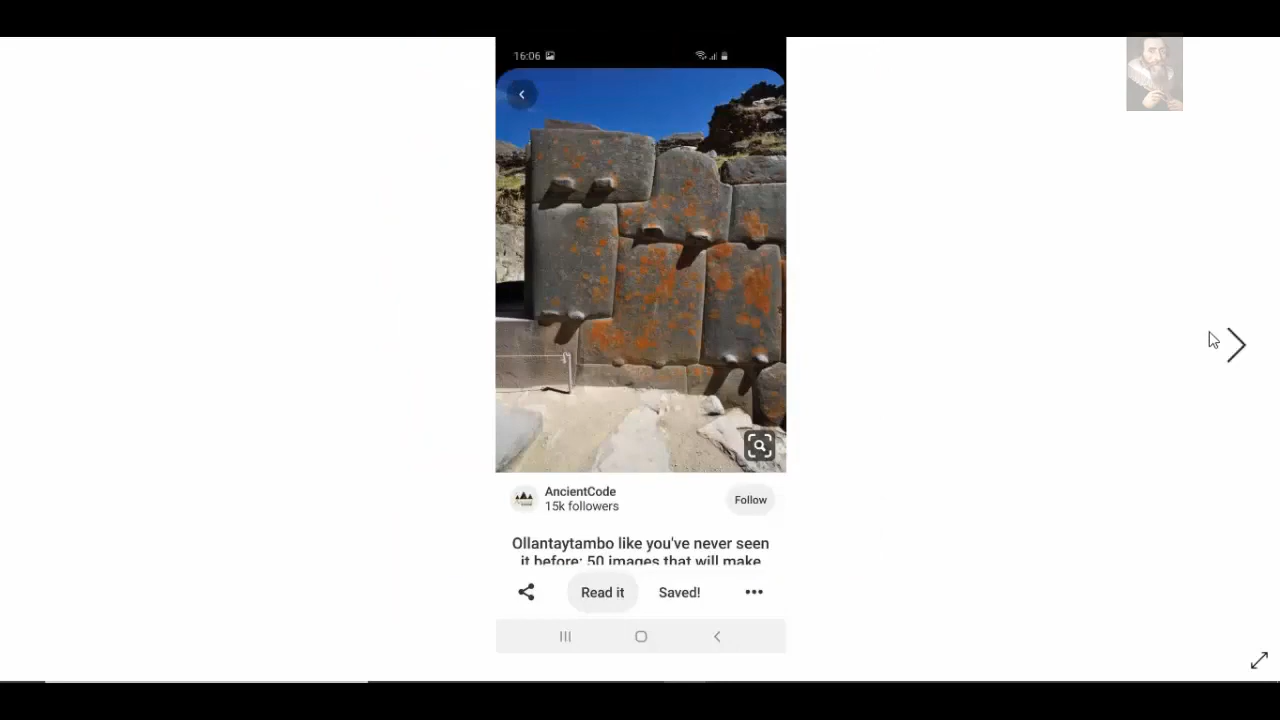 16:06
AncientCode
15k followers
Follow
Ollantaytambo like you've never seen
it before: 50 images that will make
Read it
Saved!